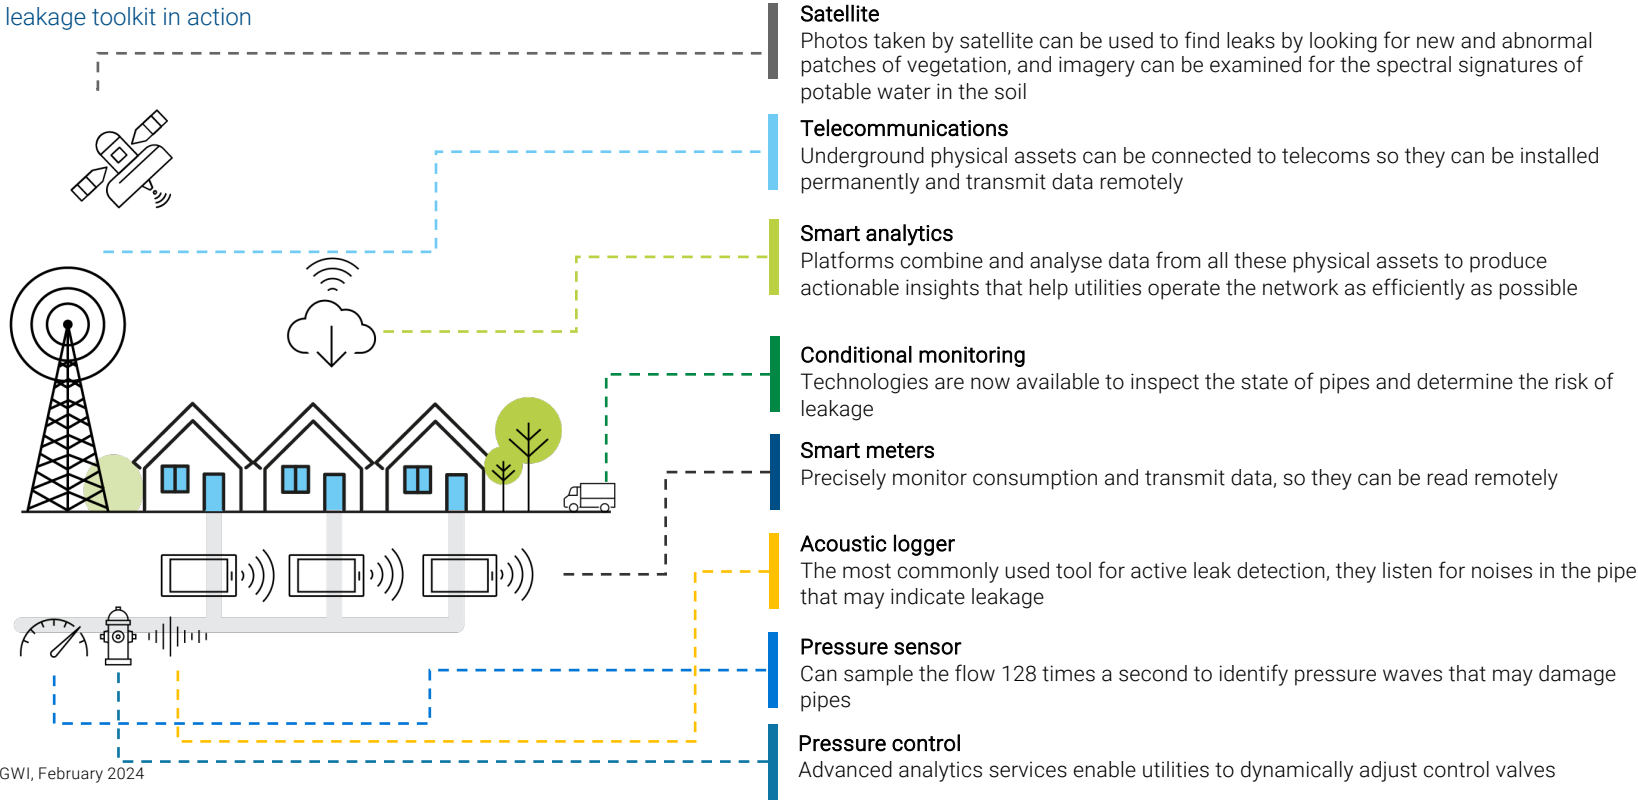 leakage toolkit in action
Satellite
Photos taken by satellite can be used to find leaks by looking for new and abnormal
patches of vegetation, and imagery can be examined for the spectral signatures of
potable water in the soil
Telecommunications
Underground physical assets can be connected to telecoms so they can be installed
permanently and transmit data remotely
Smart analytics
Platforms combine and analyse data from all these physical assets to produce
actionable insights that help utilities operate the network as efficiently as possible
Conditional monitoring
Technologies are now available to inspect the state of pipes and determine the risk of
leakage
Smart meters
Precisely monitor consumption and transmit data, so they can be read remotely
Acoustic logger
The most commonly used tool for active leak detection, they listen for noises in the pipe
that may indicate leakage
Pressure sensor
Can sample the flow 128 times a second to identify pressure waves that may damage
pipes
Pressure control
Advanced analytics services enable utilities to dynamically adjust control valves
GWI, February 2024